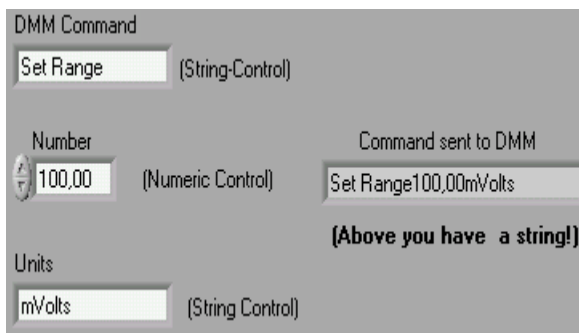 DMM Command
Set Range (String-Control)
Number
100,00 (Numeric Control)
Command sent to DMM
Set Range100,00mVolts
(Above you have a string!)
Units
mVolts (String Control)